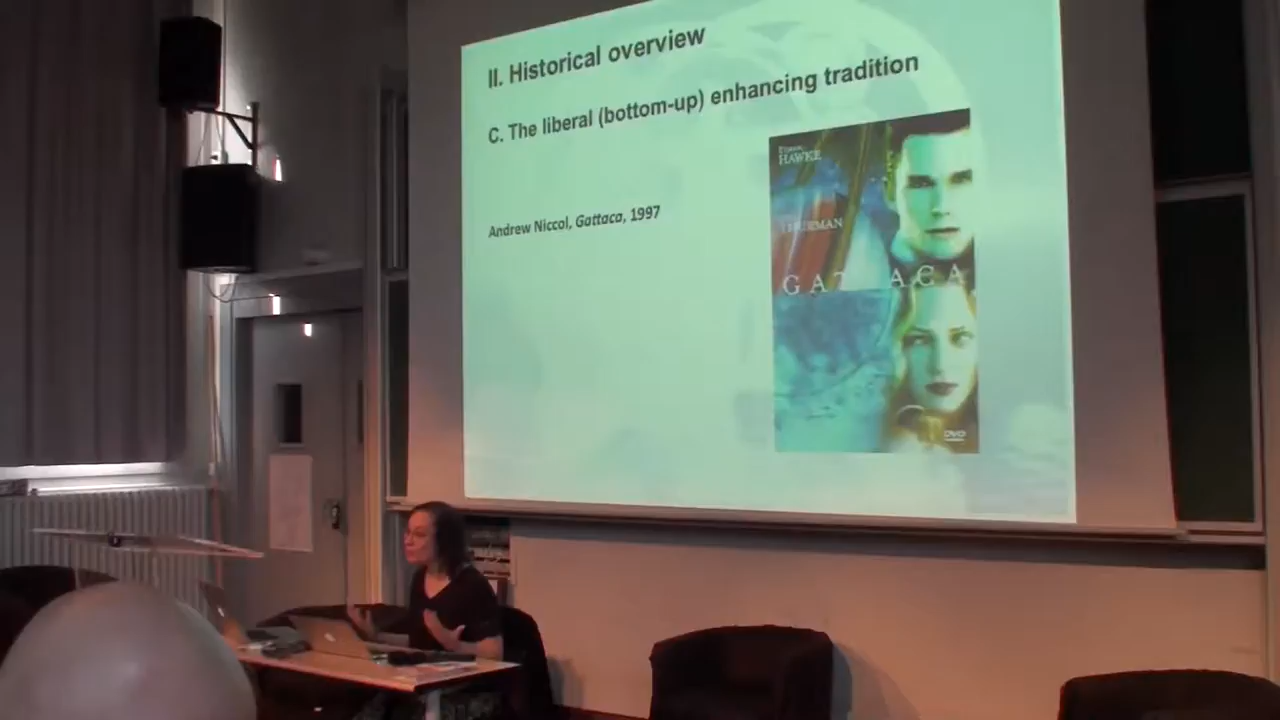 II. Historical overview
C. The liberal (bottom-up) enhancing tradition
Andrew Niccol, Gattaca, 1997
HAWKE
THURMAN
GATTACA
DVD